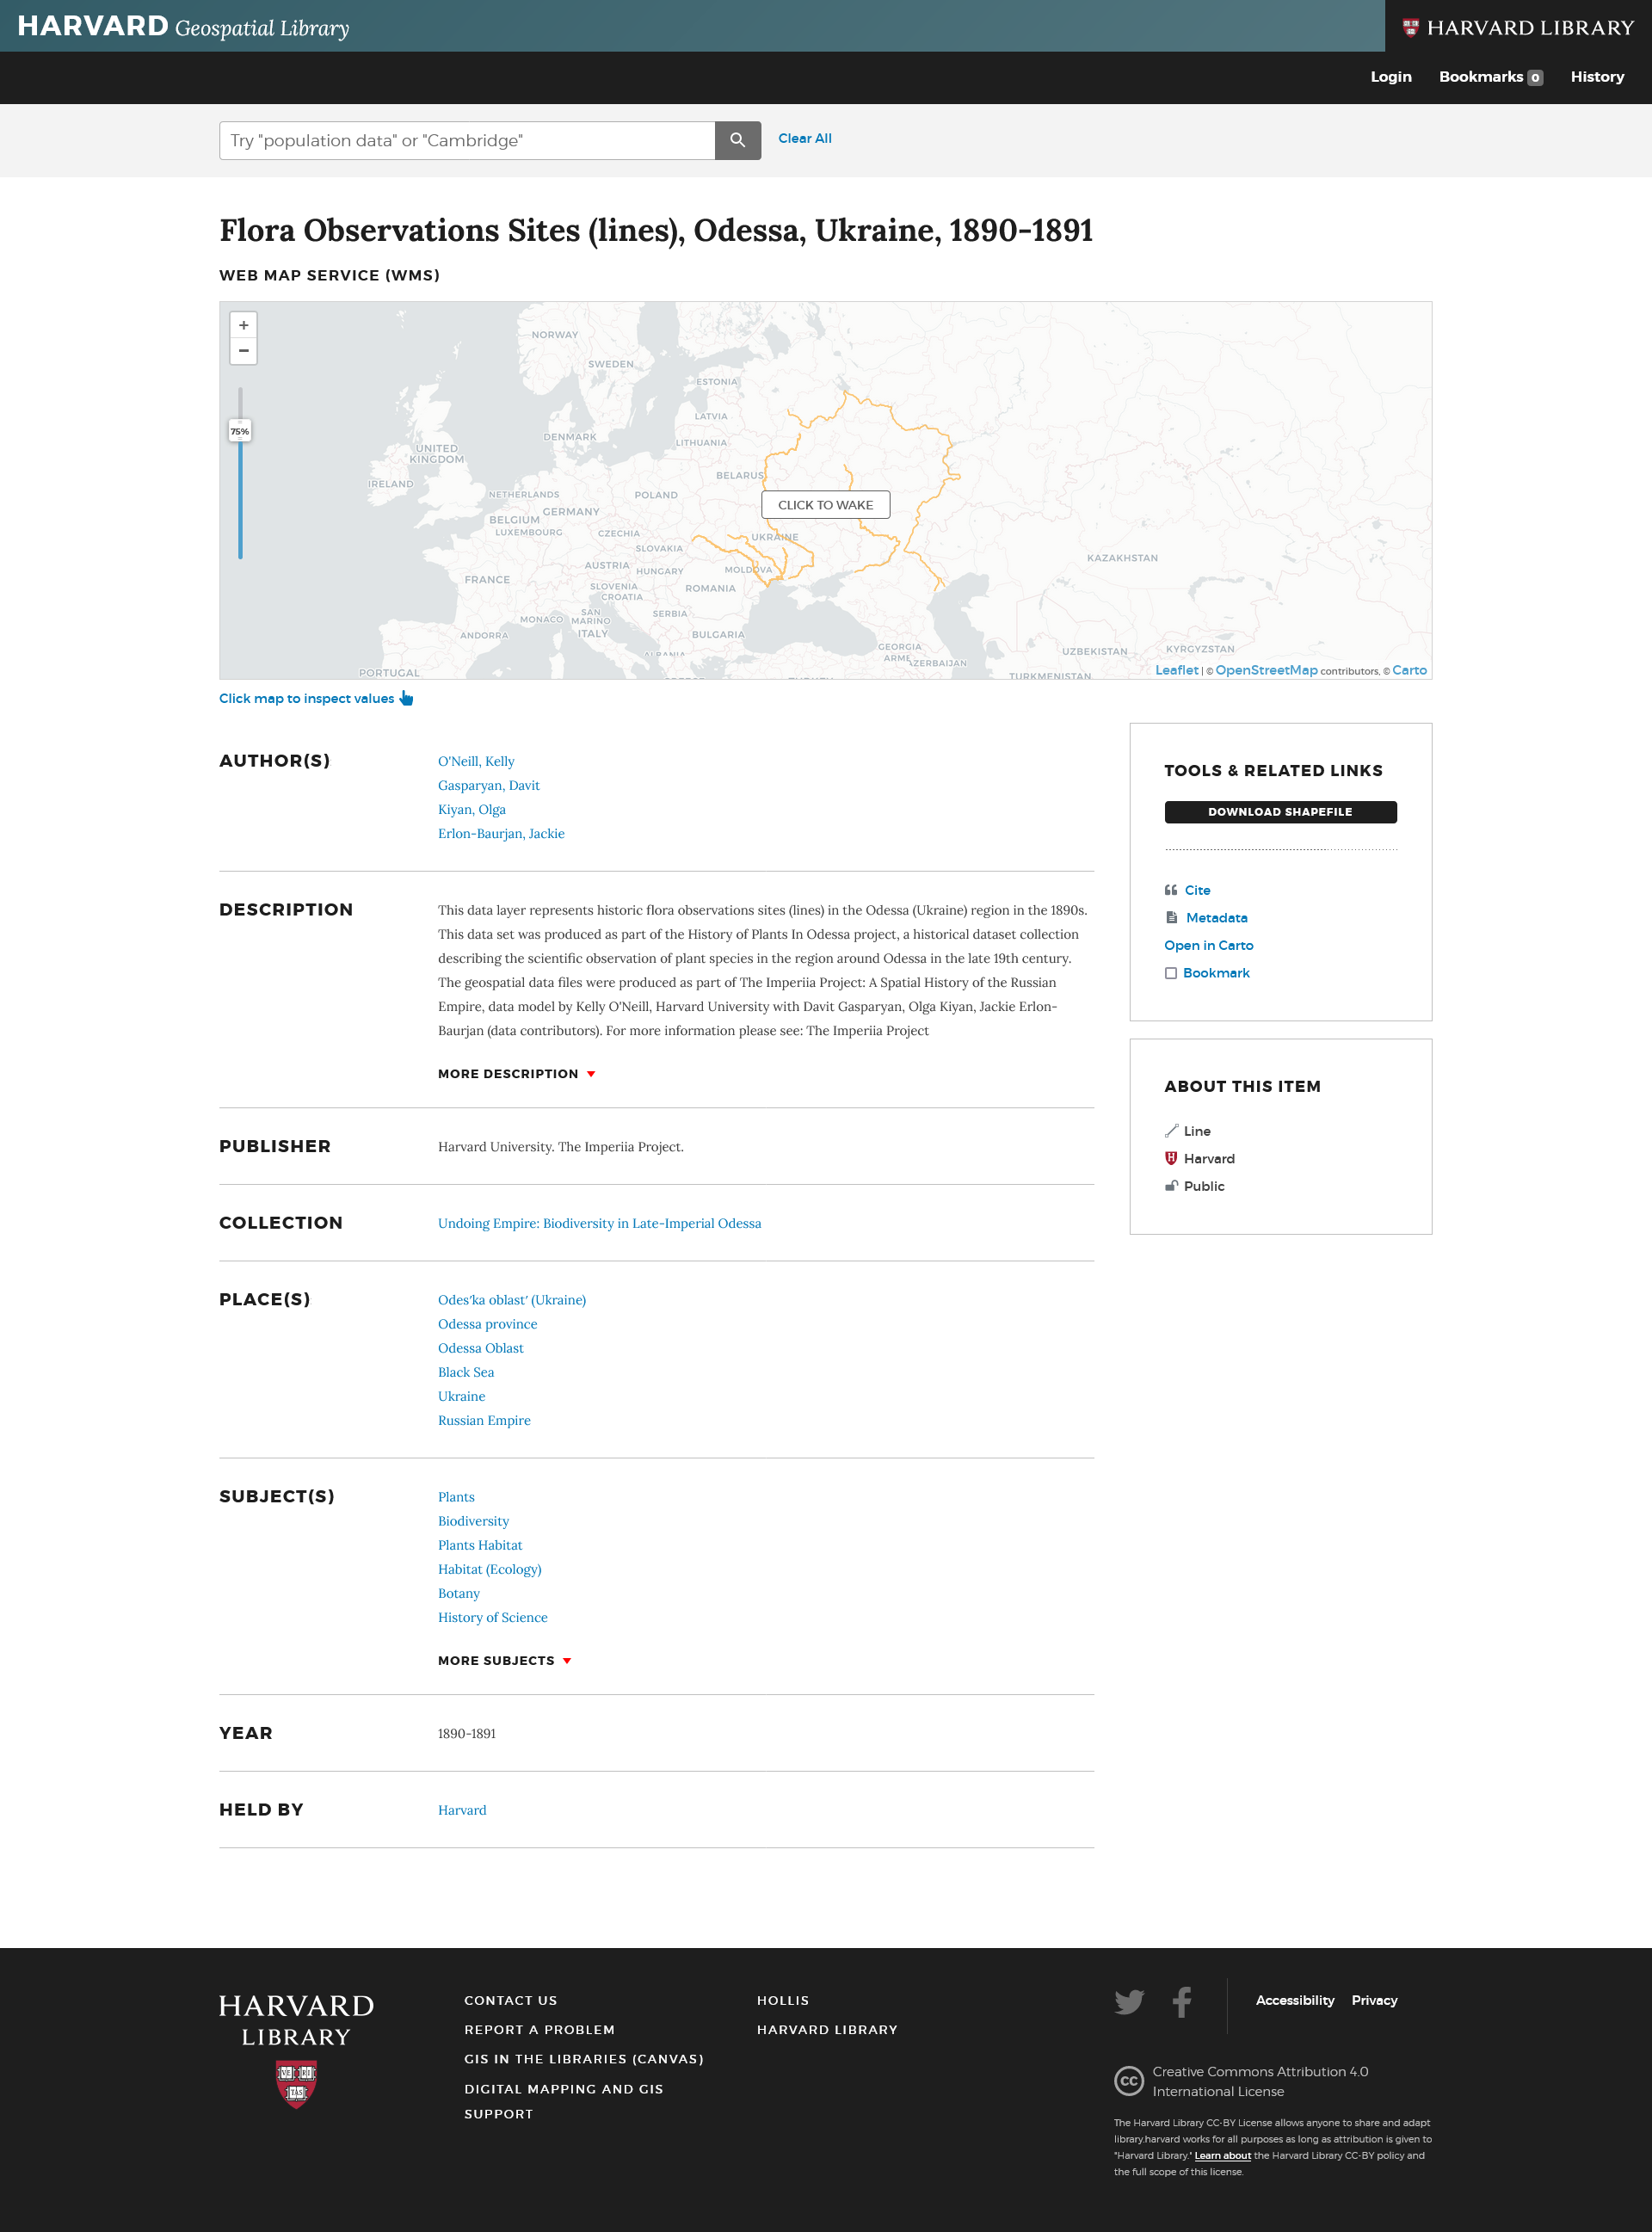 HARVARD Geospatial Library
HARVARD LIBRARY
Login Bookmarks 0 History
Try "population data" or "Cambridge"
Clear All
Flora Observations Sites (lines), Odessa, Ukraine, 1890-1891
WEB MAP SERVICE (WMS)
+
−
75%
NORWAY
SWEDEN
ESTONIA
LATVIA
DENMARK
LITHUANIA
UNITED
KINGDOM
BELARUS
IRELAND
NETHERLANDS
POLAND
GERMANY
BELGIUM
CLICK TO WAKE
LUXEMBOURG
CZECHIA
UKRAINE
SLOVAKIA
KAZAKHSTAN
AUSTRIA
HUNGARY
MOLDOVA
FRANCE
SLOVENIA
ROMANIA
CROATIA
SAN
MARINO
SERBIA
MONACO
ITALY
ANDORRA
BULGARIA
GEORGIA
UZBEKISTAN
KYRGYZSTAN
ALBANIA
ARME
AZERBAIJAN
PORTUGAL
TURKMENISTAN
Leaflet | © OpenStreetMap contributors, © Carto
Click map to inspect values
AUTHOR(S)
O'Neill, Kelly
Gasparyan, Davit
Kiyan, Olga
Erlon-Baurjan, Jackie
DESCRIPTION
This data layer represents historic flora observations sites (lines) in the Odessa (Ukraine) region in the 1890s.
This data set was produced as part of the History of Plants In Odessa project, a historical dataset collection
describing the scientific observation of plant species in the region around Odessa in the late 19th century.
The geospatial data files were produced as part of The Imperiia Project: A Spatial History of the Russian
Empire, data model by Kelly O'Neill, Harvard University with Davit Gasparyan, Olga Kiyan, Jackie Erlon-
Baurjan (data contributors). For more information please see: The Imperiia Project
MORE DESCRIPTION
PUBLISHER
Harvard University. The Imperiia Project.
COLLECTION
Undoing Empire: Biodiversity in Late-Imperial Odessa
PLACE(S)
Odesʹka oblastʹ (Ukraine)
Odessa province
Odessa Oblast
Black Sea
Ukraine
Russian Empire
SUBJECT(S)
Plants
Biodiversity
Plants Habitat
Habitat (Ecology)
Botany
History of Science
MORE SUBJECTS
YEAR
1890-1891
HELD BY
Harvard
TOOLS & RELATED LINKS
DOWNLOAD SHAPEFILE
Cite
Metadata
Open in Carto
Bookmark
ABOUT THIS ITEM
Line
Harvard
Public
HARVARD
LIBRARY
VE RI
TAS
CONTACT US
REPORT A PROBLEM
GIS IN THE LIBRARIES (CANVAS)
DIGITAL MAPPING AND GIS
SUPPORT
HOLLIS
HARVARD LIBRARY
Accessibility Privacy
cc
Creative Commons Attribution 4.0
International License
The Harvard Library CC-BY License allows anyone to share and adapt
library.harvard works for all purposes as long as attribution is given to
"Harvard Library." Learn about the Harvard Library CC-BY policy and
the full scope of this license.